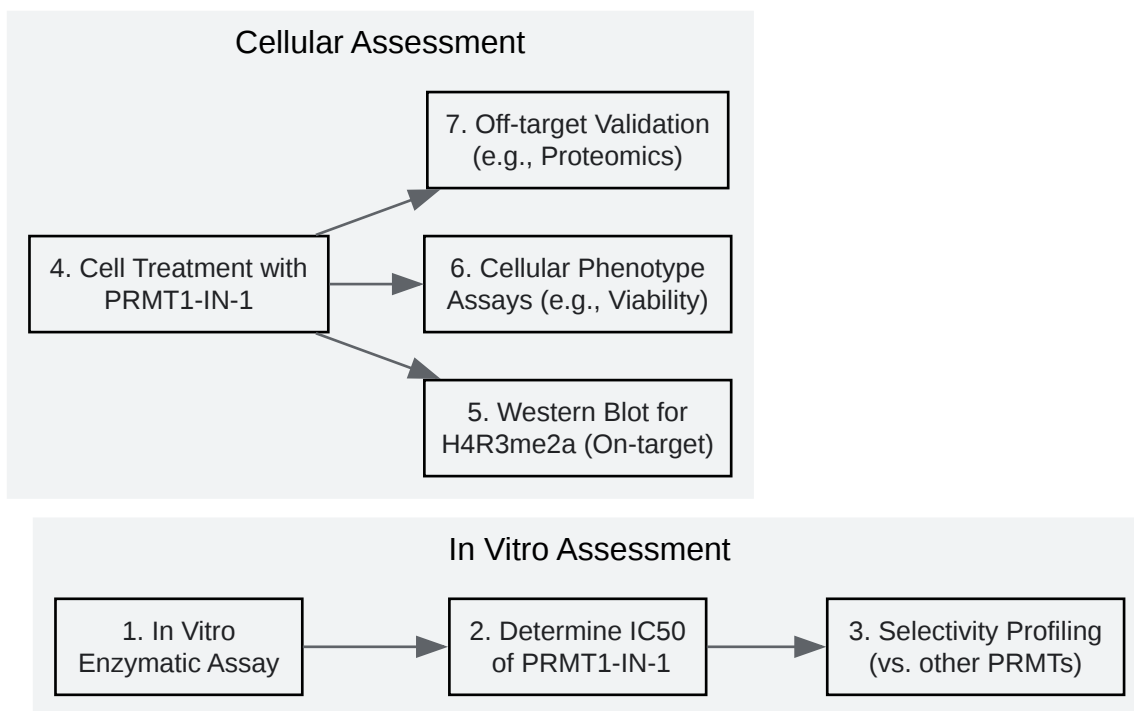 Cellular Assessment
7. Off-target Validation
(e.g., Proteomics)
4. Cell Treatment with
PRMT1-IN-1
6. Cellular Phenotype
Assays (e.g., Viability)
5. Western Blot for
H4R3me2a (On-target)
In Vitro Assessment
1. In Vitro
Enzymatic Assay
2. Determine IC50
of PRMT1-IN-1
3. Selectivity Profiling
(vs. other PRMTs)